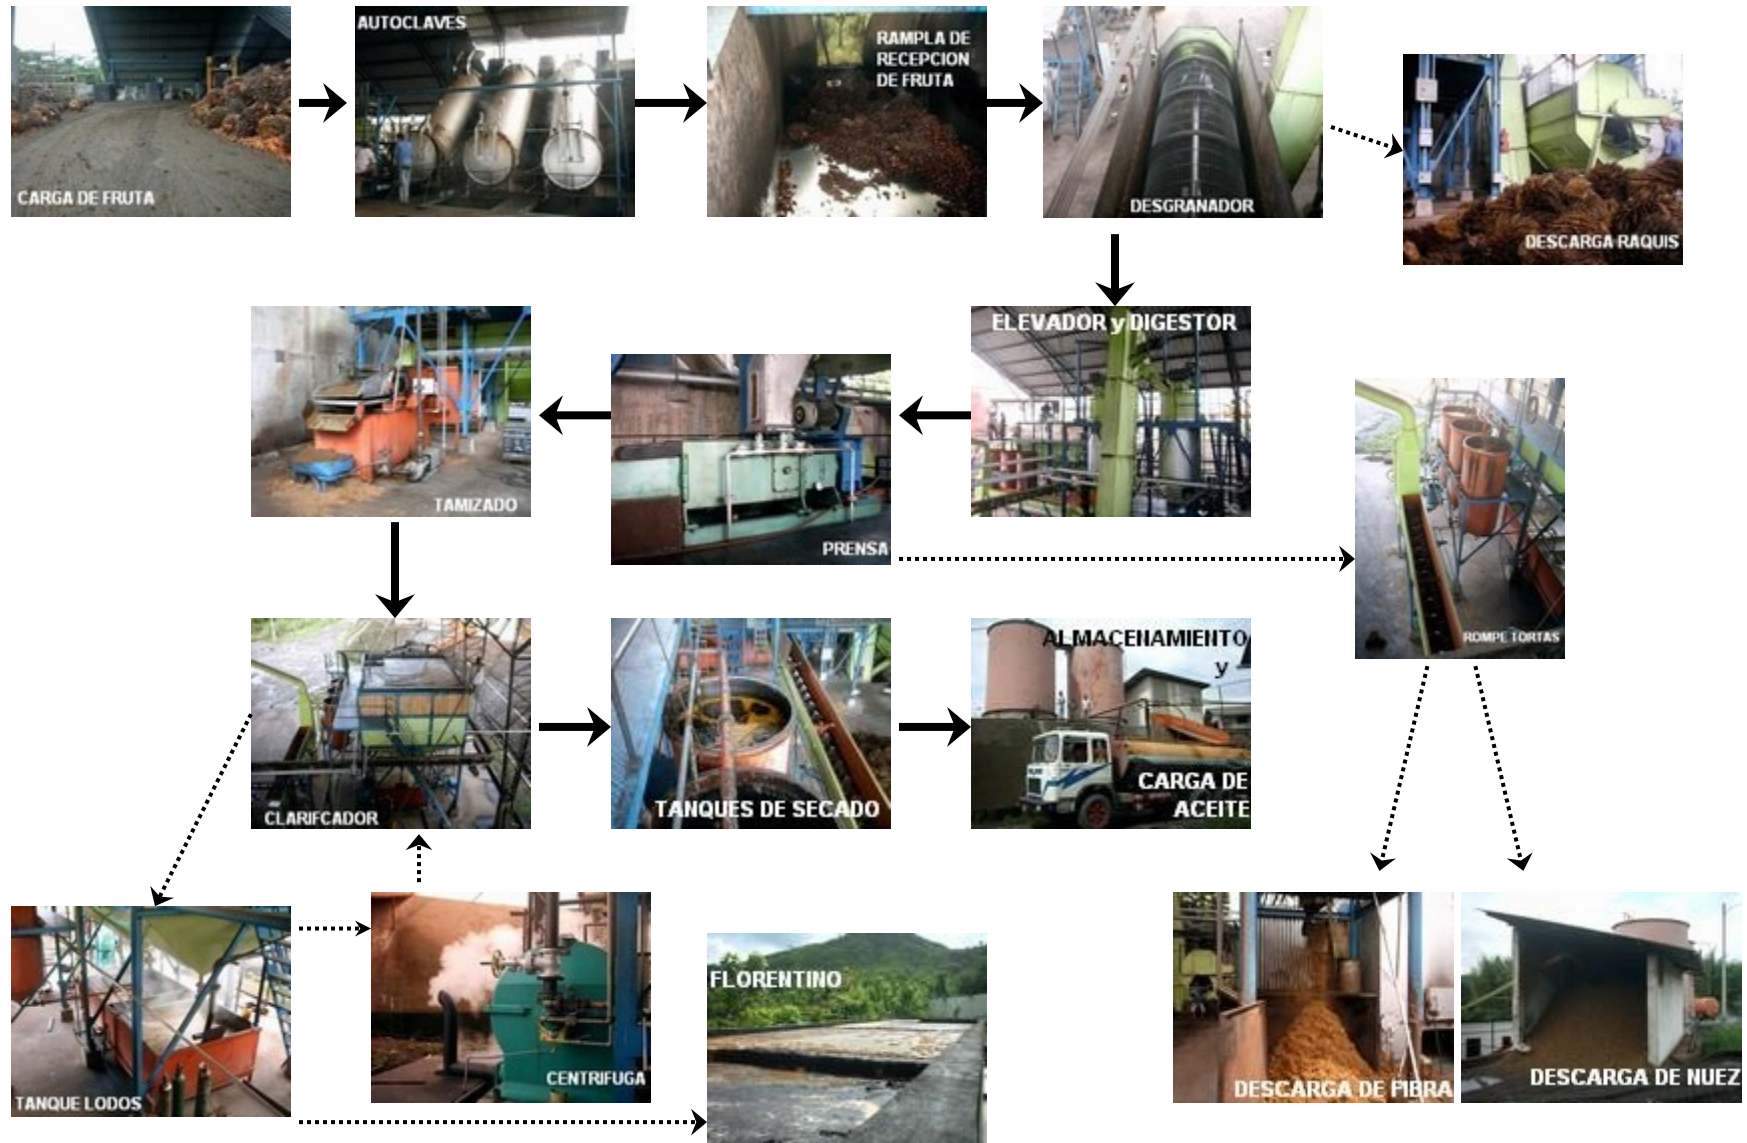 CARGA DE FRUTA
AUTOCLAVES
RAMPLA DE
RECEPCION
DE FRUTA
DESGRANADOR
DESCARGA RAQUIS
TAMIZADO
PRENSA
ELEVADOR y DIGESTOR
ROMPE TORTAS
CLARIFCADOR
TANQUES DE SECADO
ALMACENAMIENTO
y
CARGA DE
ACEITE
TANQUE LODOS
CENTRIFUGA
FLORENTINO
DESCARGA DE FIBRA
DESCARGA DE NUEZ